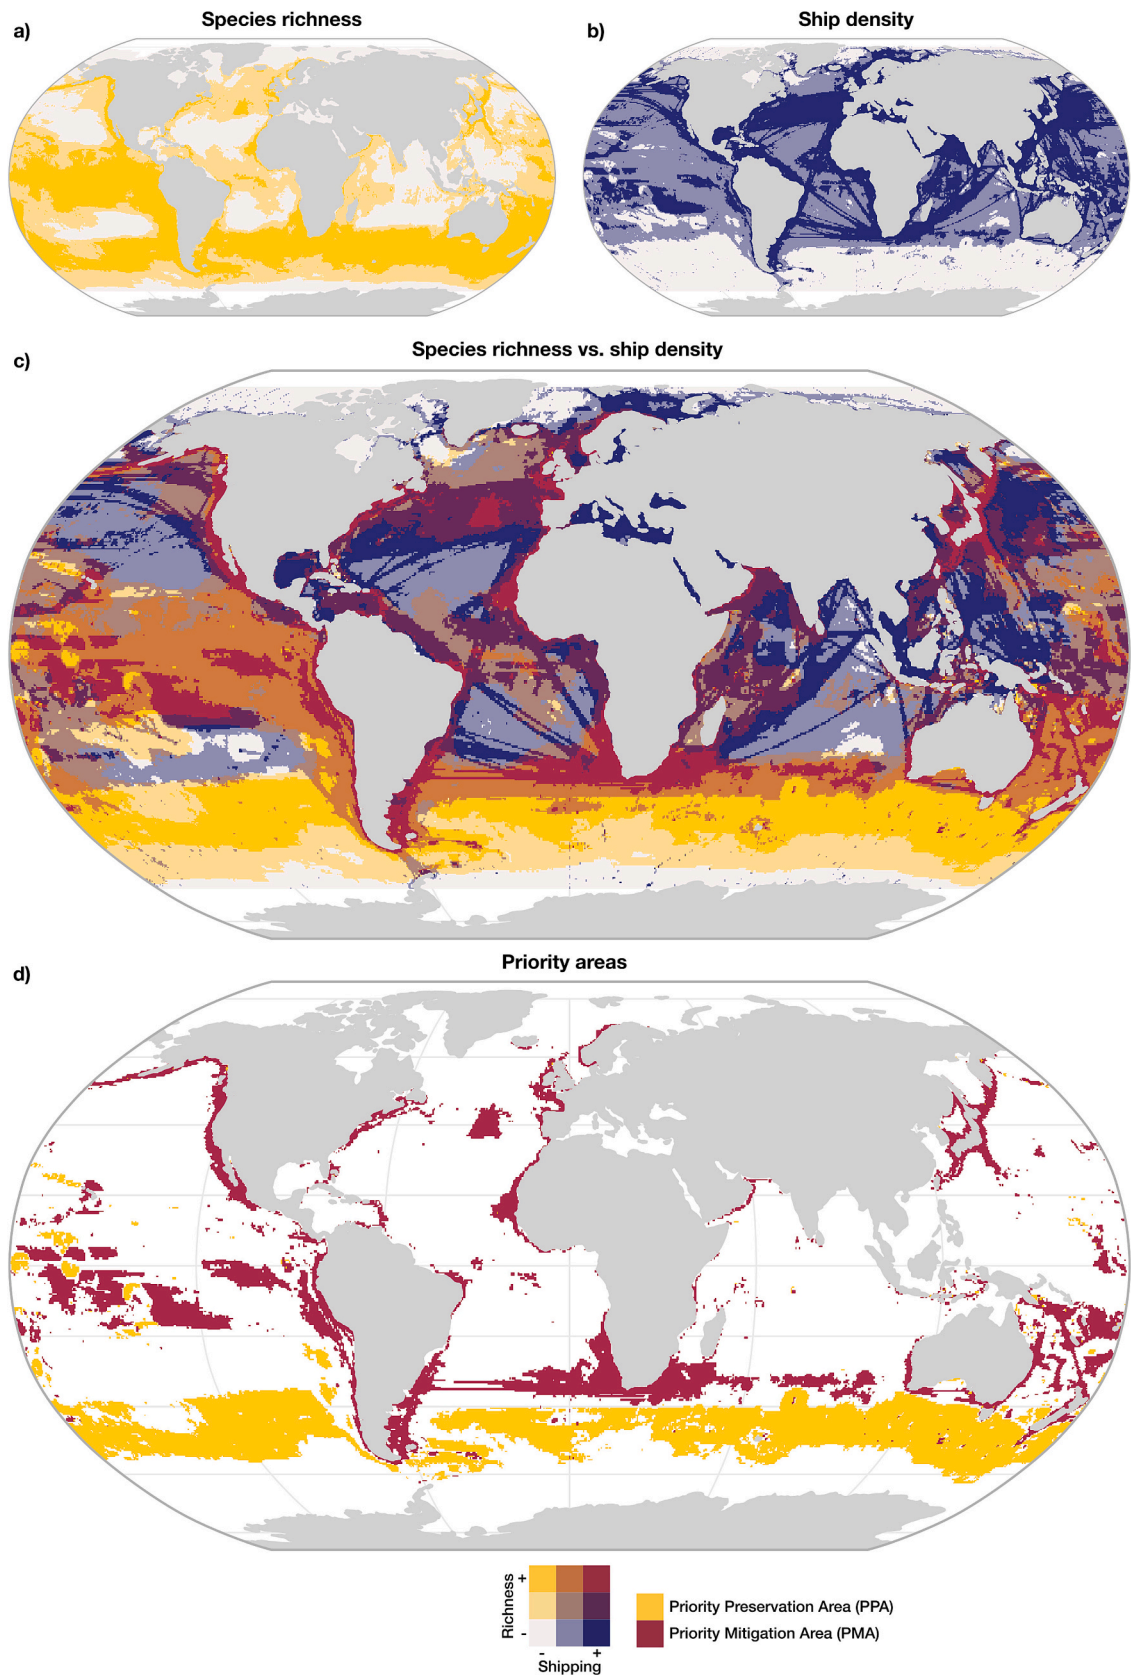 a)
Species richness
b)
Ship density
c)
Species richness vs. ship density
d)
Priority areas
Richness
+
-
-
+
Shipping
Priority Preservation Area (PPA)
Priority Mitigation Area (PMA)